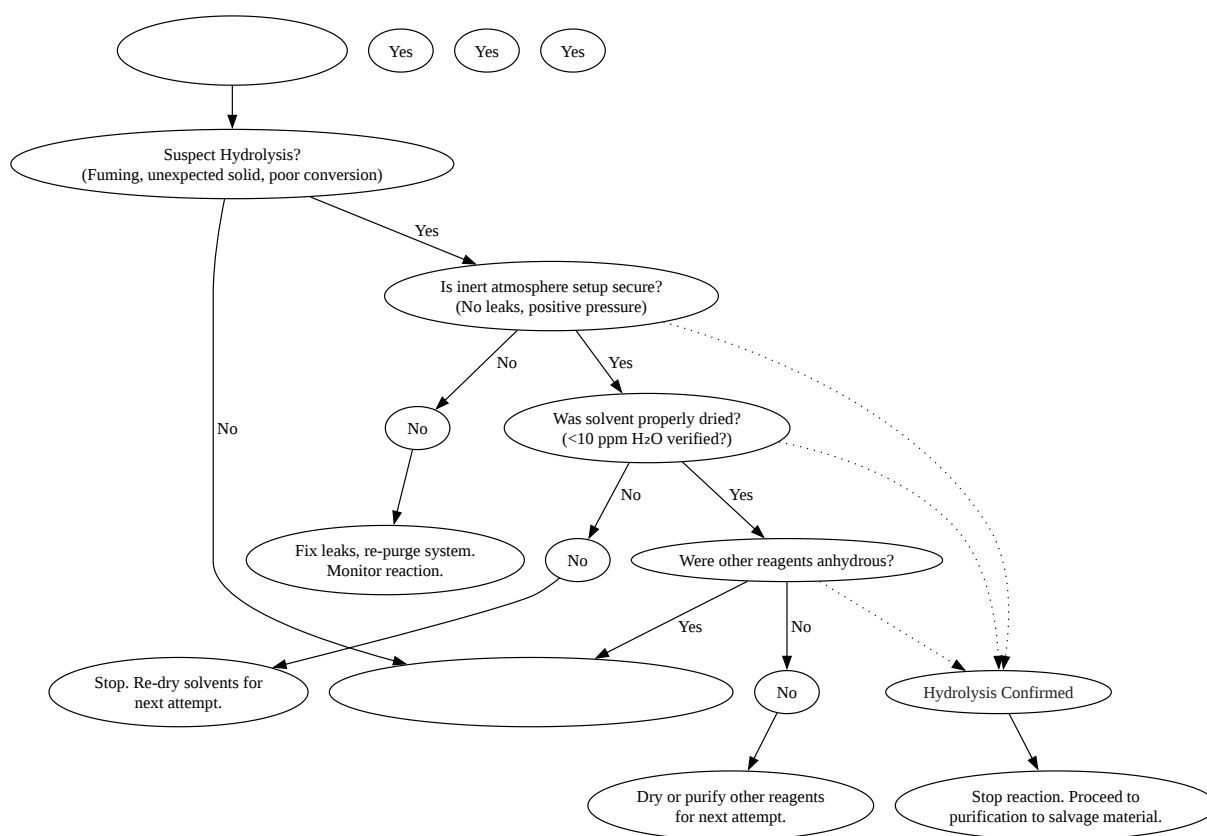 Yes
Yes
Yes
Suspect Hydrolysis?
(Fuming, unexpected solid, poor conversion)
Yes
Is inert atmosphere setup secure?
(No leaks, positive pressure)
No
Yes
No
No
Was solvent properly dried?
(<10 ppm H₂O verified?)
No
Yes
Fix leaks, re-purge system.
Monitor reaction.
No
Were other reagents anhydrous?
Yes
No
Stop. Re-dry solvents for
next attempt.
No
Hydrolysis Confirmed
Dry or purify other reagents
for next attempt.
Stop reaction. Proceed to
purification to salvage material.